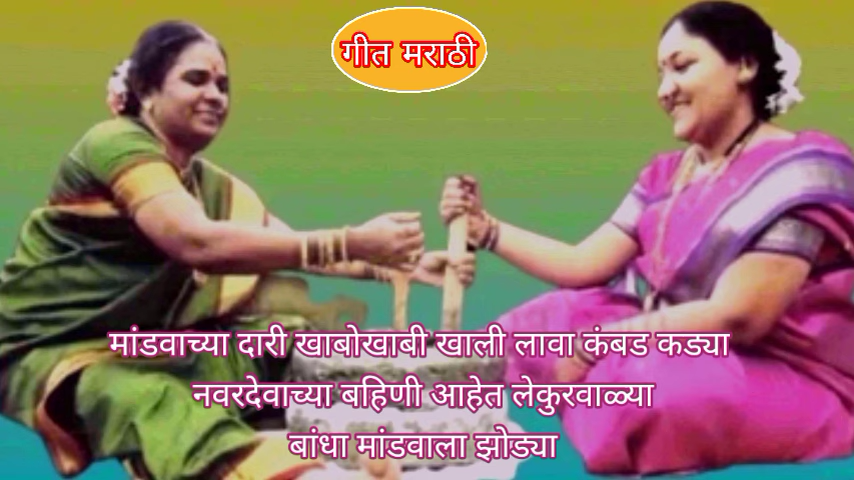 गीत मराठी
मांडवाच्या दारी खाबोखाबी खाली लावा कंबड कड्या
नवरदेवाच्या बहिणी आहेत लेकुरवाळ्या
बांधा मांडवाला झोड्या